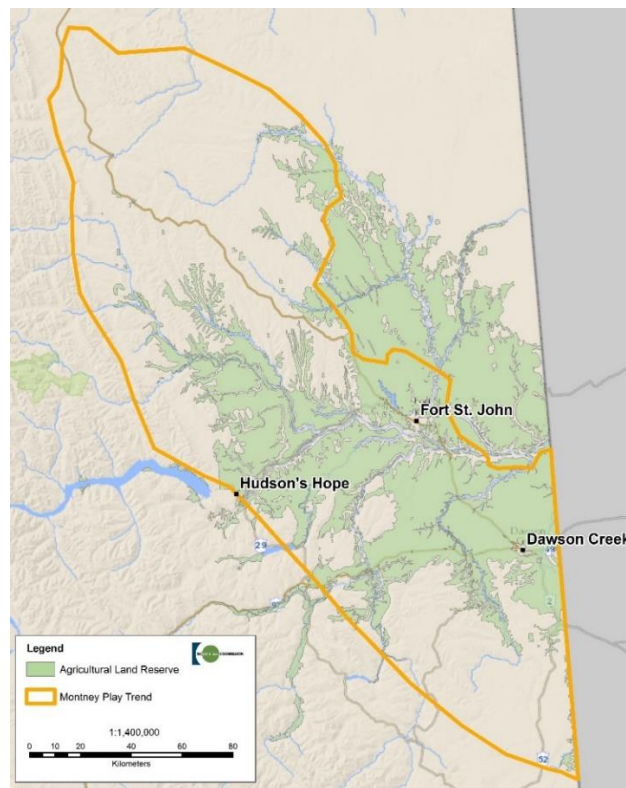 Fort St. John
Hudson's Hope
Dawson Creek
29
52
Legend
Agricultural Land Reserve
Montney Play Trend
1:1,400,000
0 5 10 20 40 60 80
Kilometers